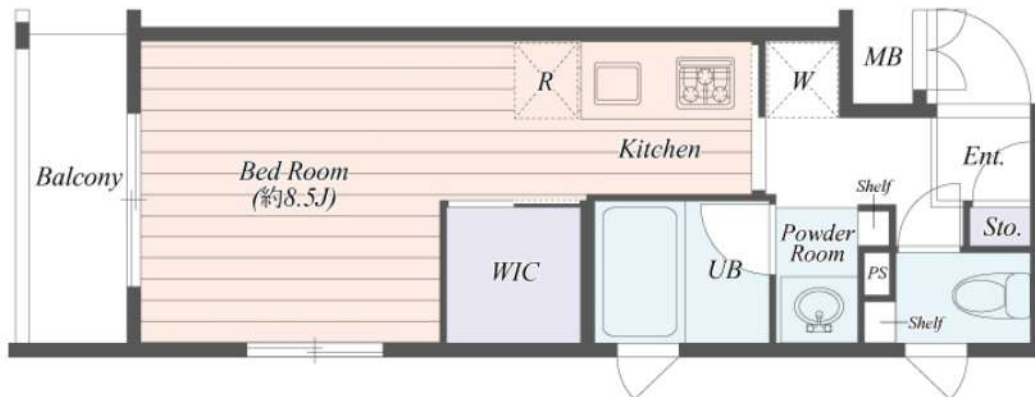 MB
R
W
Kitchen
Ent.
Balcony
Bed Room
(約8.5J)
Shelf
Sto.
Powder
Room
WIC
UB
PS
Shelf